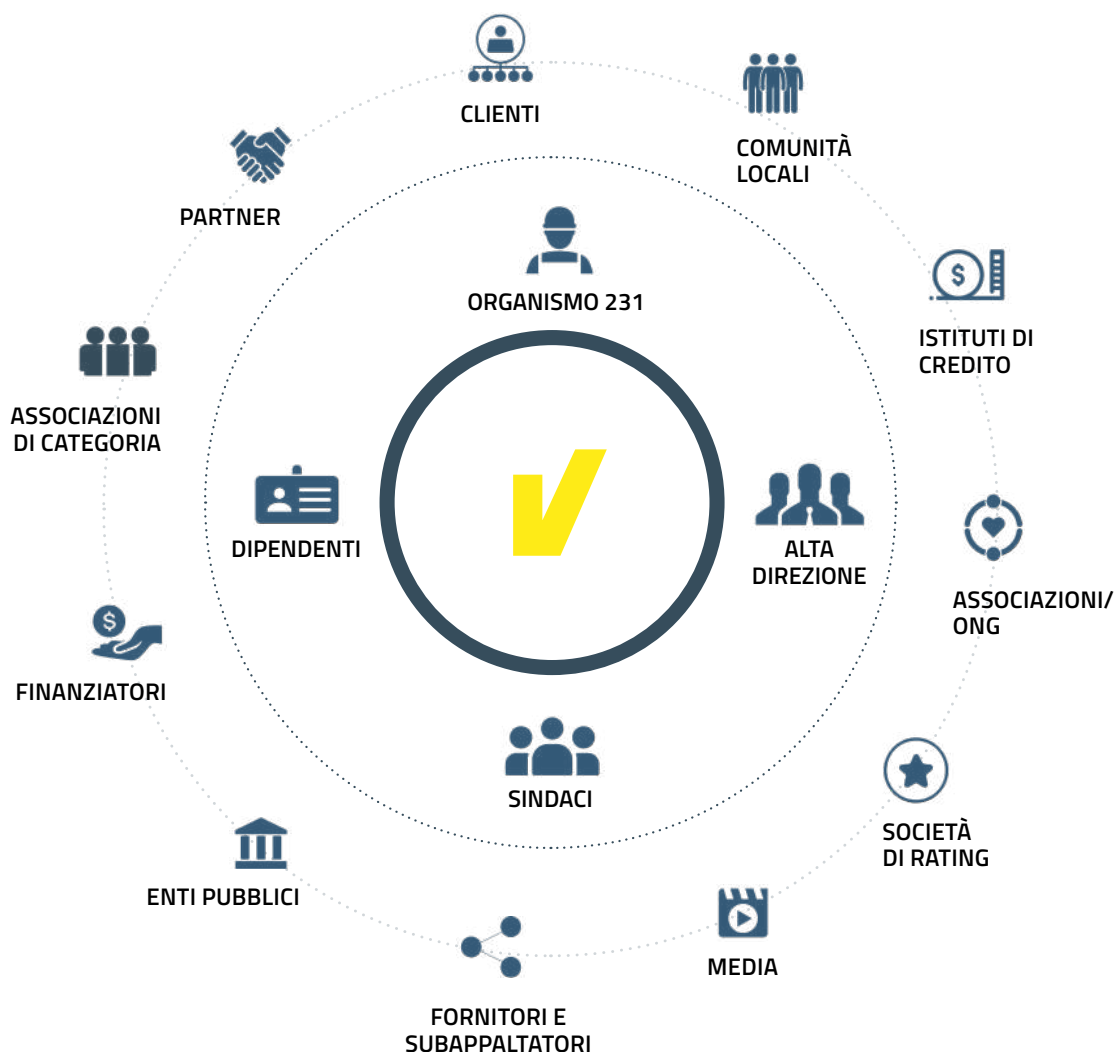 CLIENTI
COMUNITÀ
LOCALI
PARTNER
ORGANISMO 231
ISTITUTI DI
CREDITO
ASSOCIAZIONI
DI CATEGORIA
DIPENDENTI
ALTA
DIREZIONE
ASSOCIAZIONI/
ONG
FINANZIATORI
SINDACI
SOCIETÀ
DI RATING
ENTI PUBBLICI
MEDIA
FORNITORI E
SUBAPPALTATORI